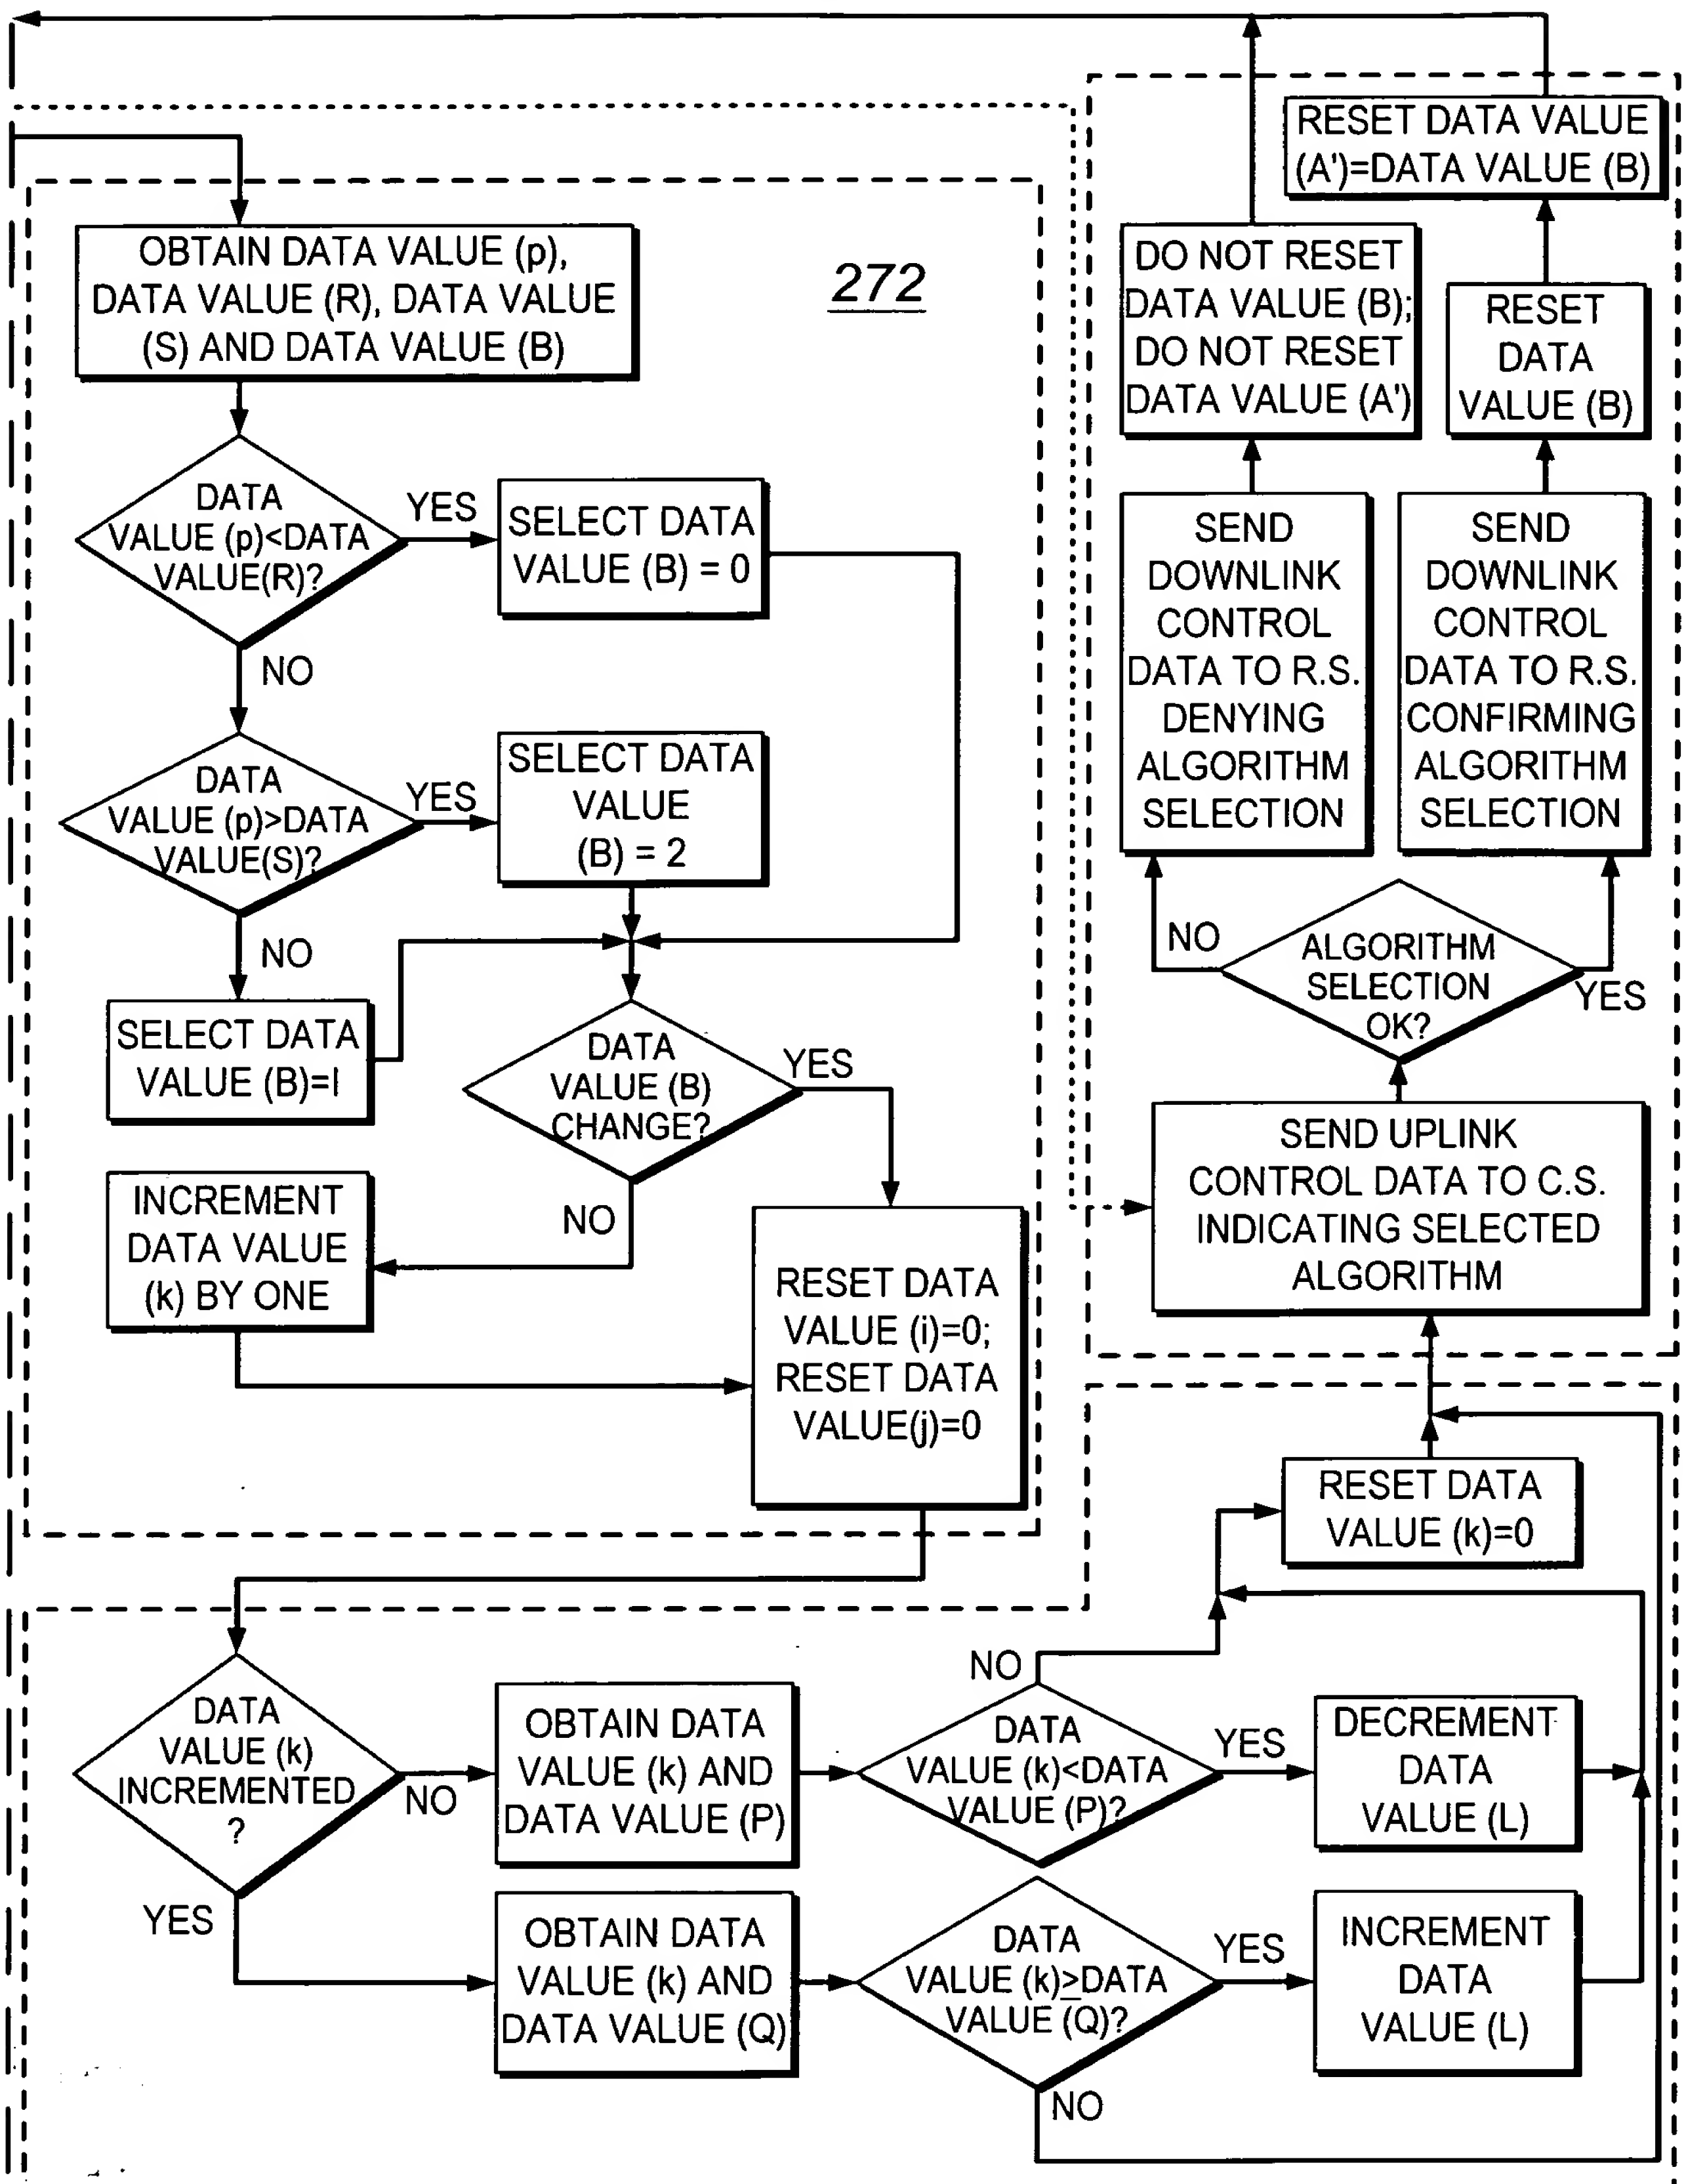 OBTAIN DATA VALUE (p),
DATA VALUE (R), DATA VALUE
(S) AND DATA VALUE (B)
272
DATA
VALUE (p)<DATA
VALUE(R)?
YES
SELECT DATA
VALUE (B) = 0
NO
DATA
VALUE (p)>DATA
VALUE(S)?
YES
SELECT DATA
VALUE
(B) = 2
NO
SELECT DATA
VALUE (B)=I
DATA
VALUE (B)
CHANGE?
YES
NO
INCREMENT
DATA VALUE
(k) BY ONE
RESET DATA
VALUE (i)=0;
RESET DATA
VALUE(j)=0
RESET DATA VALUE
(A')=DATA VALUE (B)
DO NOT RESET
DATA VALUE (B);
DO NOT RESET
DATA VALUE (A')
RESET
DATA
VALUE (B)
SEND
DOWNLINK
CONTROL
DATA TO R.S.
DENYING
ALGORITHM
SELECTION
SEND
DOWNLINK
CONTROL
DATA TO R.S.
CONFIRMING
ALGORITHM
SELECTION
NO
ALGORITHM
SELECTION
OK?
YES
SEND UPLINK
CONTROL DATA TO C.S.
INDICATING SELECTED
ALGORITHM
RESET DATA
VALUE (k)=0
DATA
VALUE (k)
INCREMENTED
?
NO
OBTAIN DATA
VALUE (k) AND
DATA VALUE (P)
NO
DATA
VALUE (k)<DATA
VALUE (P)?
YES
DECREMENT
DATA
VALUE (L)
YES
OBTAIN DATA
VALUE (k) AND
DATA VALUE (Q)
DATA
VALUE (k)≥DATA
VALUE (Q)?
YES
INCREMENT
DATA
VALUE (L)
NO